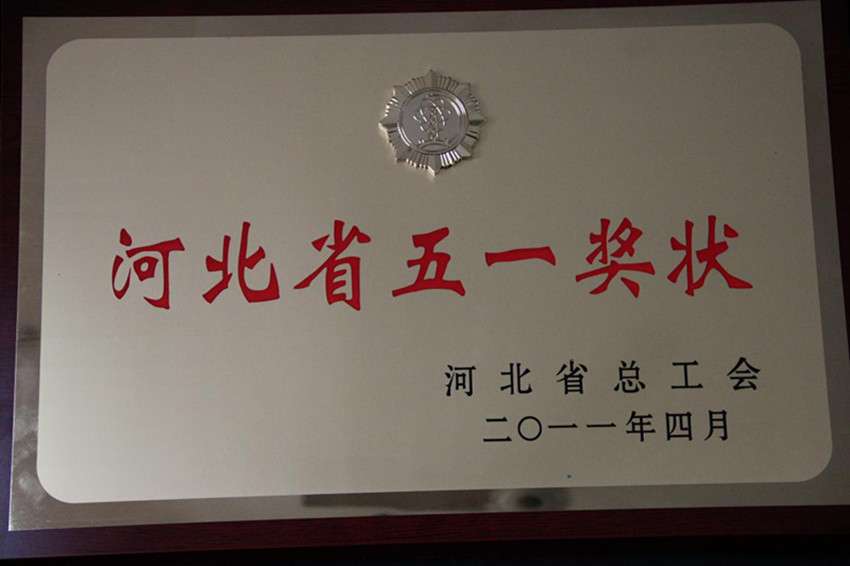 河北省五一奖状
河北省总工会
二〇一一年四月